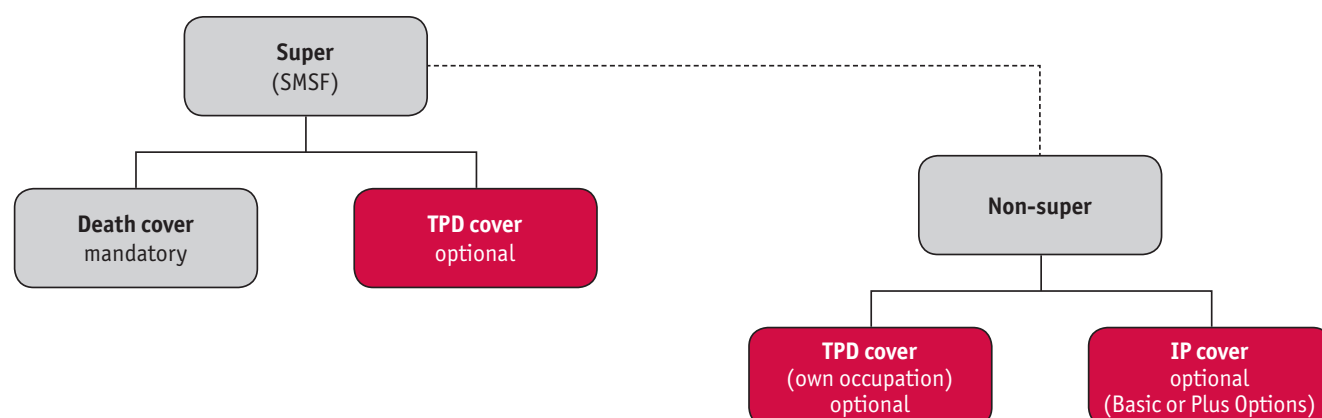 Super
(SMSF)
Death cover
mandatory
TPD cover
optional
Non-super
TPD cover
(own occupation)
optional
IP cover
optional
(Basic or Plus Options)